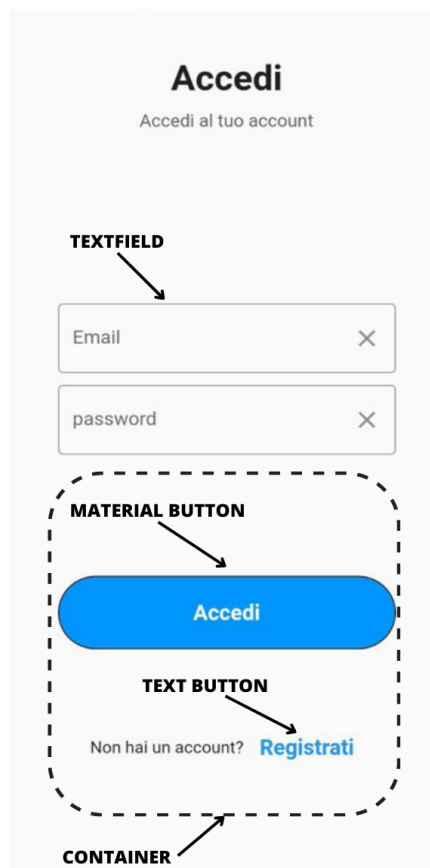 Accedi
Accedi al tuo account
TEXTFIELD
Email
password
MATERIAL BUTTON
Accedi
TEXT BUTTON
Non hai un account? Registrati
CONTAINER